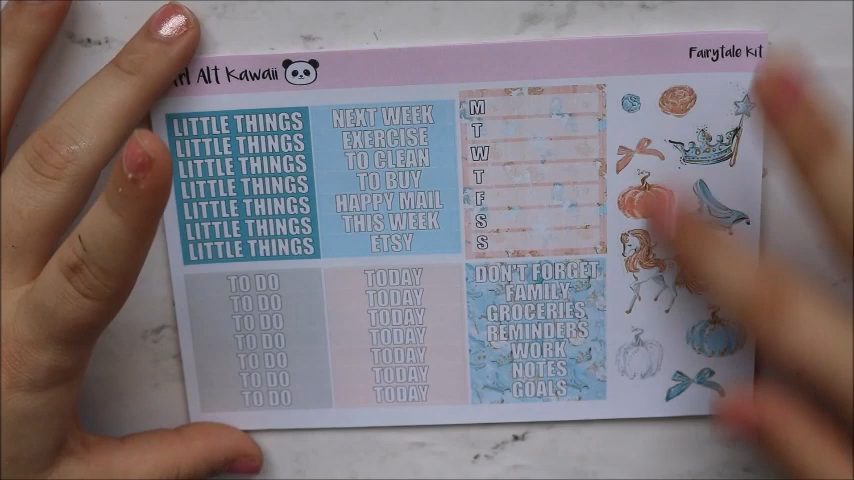 Alt Kawaii
Fairytale Kit
LITTLE THINGS
LITTLE THINGS
LITTLE THINGS
LITTLE THINGS
LITTLE THINGS
LITTLE THINGS
LITTLE THINGS
NEXT WEEK
EXERCISE
TO CLEAN
TO BUY
HAPPY MAIL
THIS WEEK
ETSY
M
T
W
T
F
S
S
TO DO
TO DO
TO DO
TO DO
TO DO
TO DO
TO DO
TODAY
TODAY
TODAY
TODAY
TODAY
TODAY
TODAY
DON'T FORGET
FAMILY
GROCERIES
REMINDERS
WORK
NOTES
GOALS